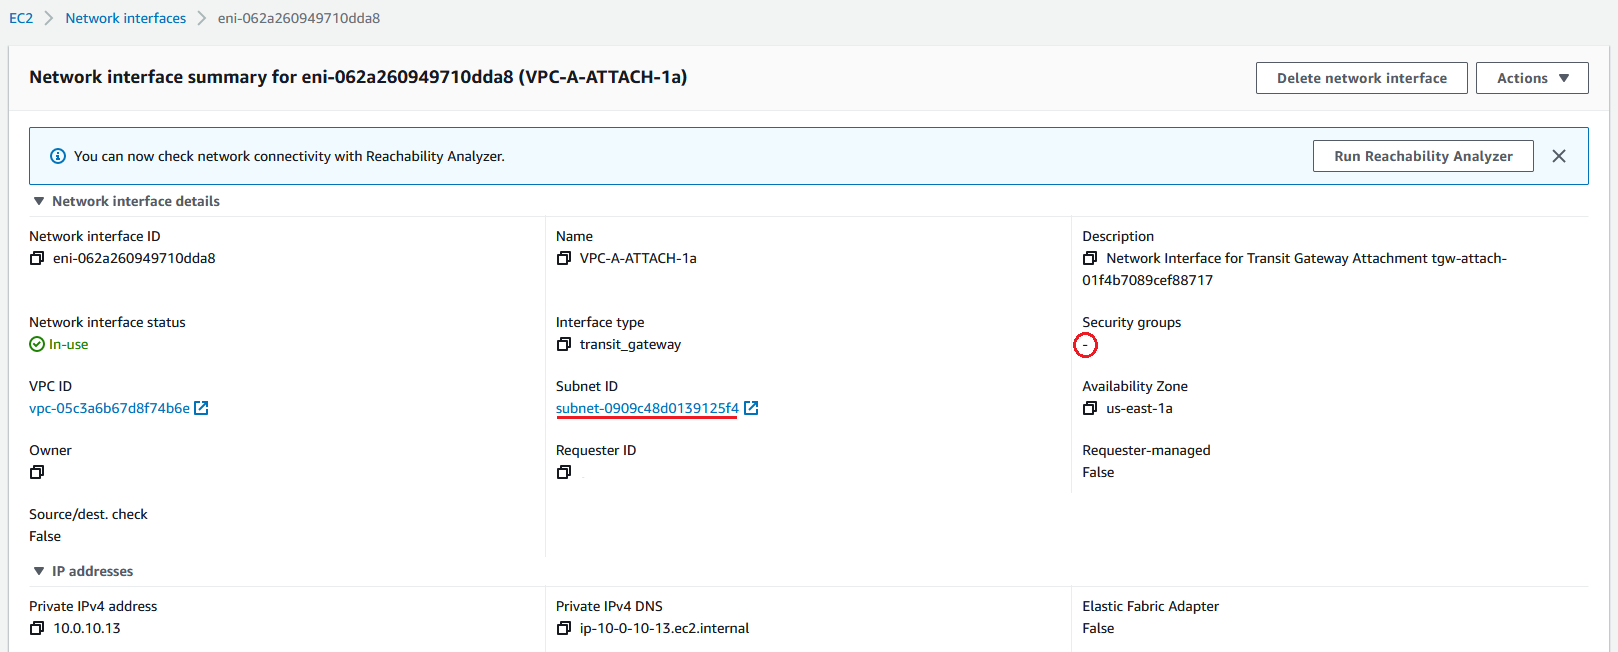 EC2 > Network interfaces > eni-062a260949710dda8
Network interface summary for eni-062a260949710dda8 (VPC-A-ATTACH-1a)
Delete network interface
Actions
You can now check network connectivity with Reachability Analyzer.
Run Reachability Analyzer
Network interface details
Network interface ID
eni-062a260949710dda8
Name
VPC-A-ATTACH-1a
Description
Network Interface for Transit Gateway Attachment tgw-attach-
01f4b7089cef88717
Network interface status
In-use
Interface type
transit_gateway
Security groups
-
VPC ID
vpc-05c3a6b67d8f74b6e
Subnet ID
subnet-0909c48d0139125f4
Availability Zone
us-east-1a
Owner
Requester ID
Requester-managed
False
Source/dest. check
False
IP addresses
Private IPv4 address
10.0.10.13
Private IPv4 DNS
ip-10-0-10-13.ec2.internal
Elastic Fabric Adapter
False